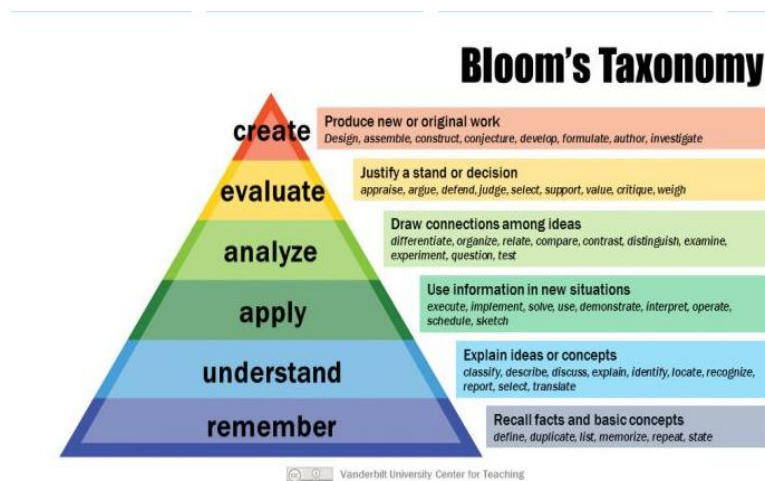 Bloom's Taxonomy
create
Produce new or original work
Design, assemble, construct, conjecture, develop, formulate, author, investigate
evaluate
Justify a stand or decision
appraise, argue, defend, judge, select, support, value, critique, weigh
analyze
Draw connections among ideas
differentiate, organize, relate, compare, contrast, distinguish, examine,
experiment, question, test
apply
Use information in new situations
execute, implement, solve, use, demonstrate, interpret, operate,
schedule, sketch
understand
Explain ideas or concepts
classify, describe, discuss, explain, identify, locate, recognize,
report, select, translate
remember
Recall facts and basic concepts
define, duplicate, list, memorize, repeat, state
cc Vanderbilt University Center for Teaching